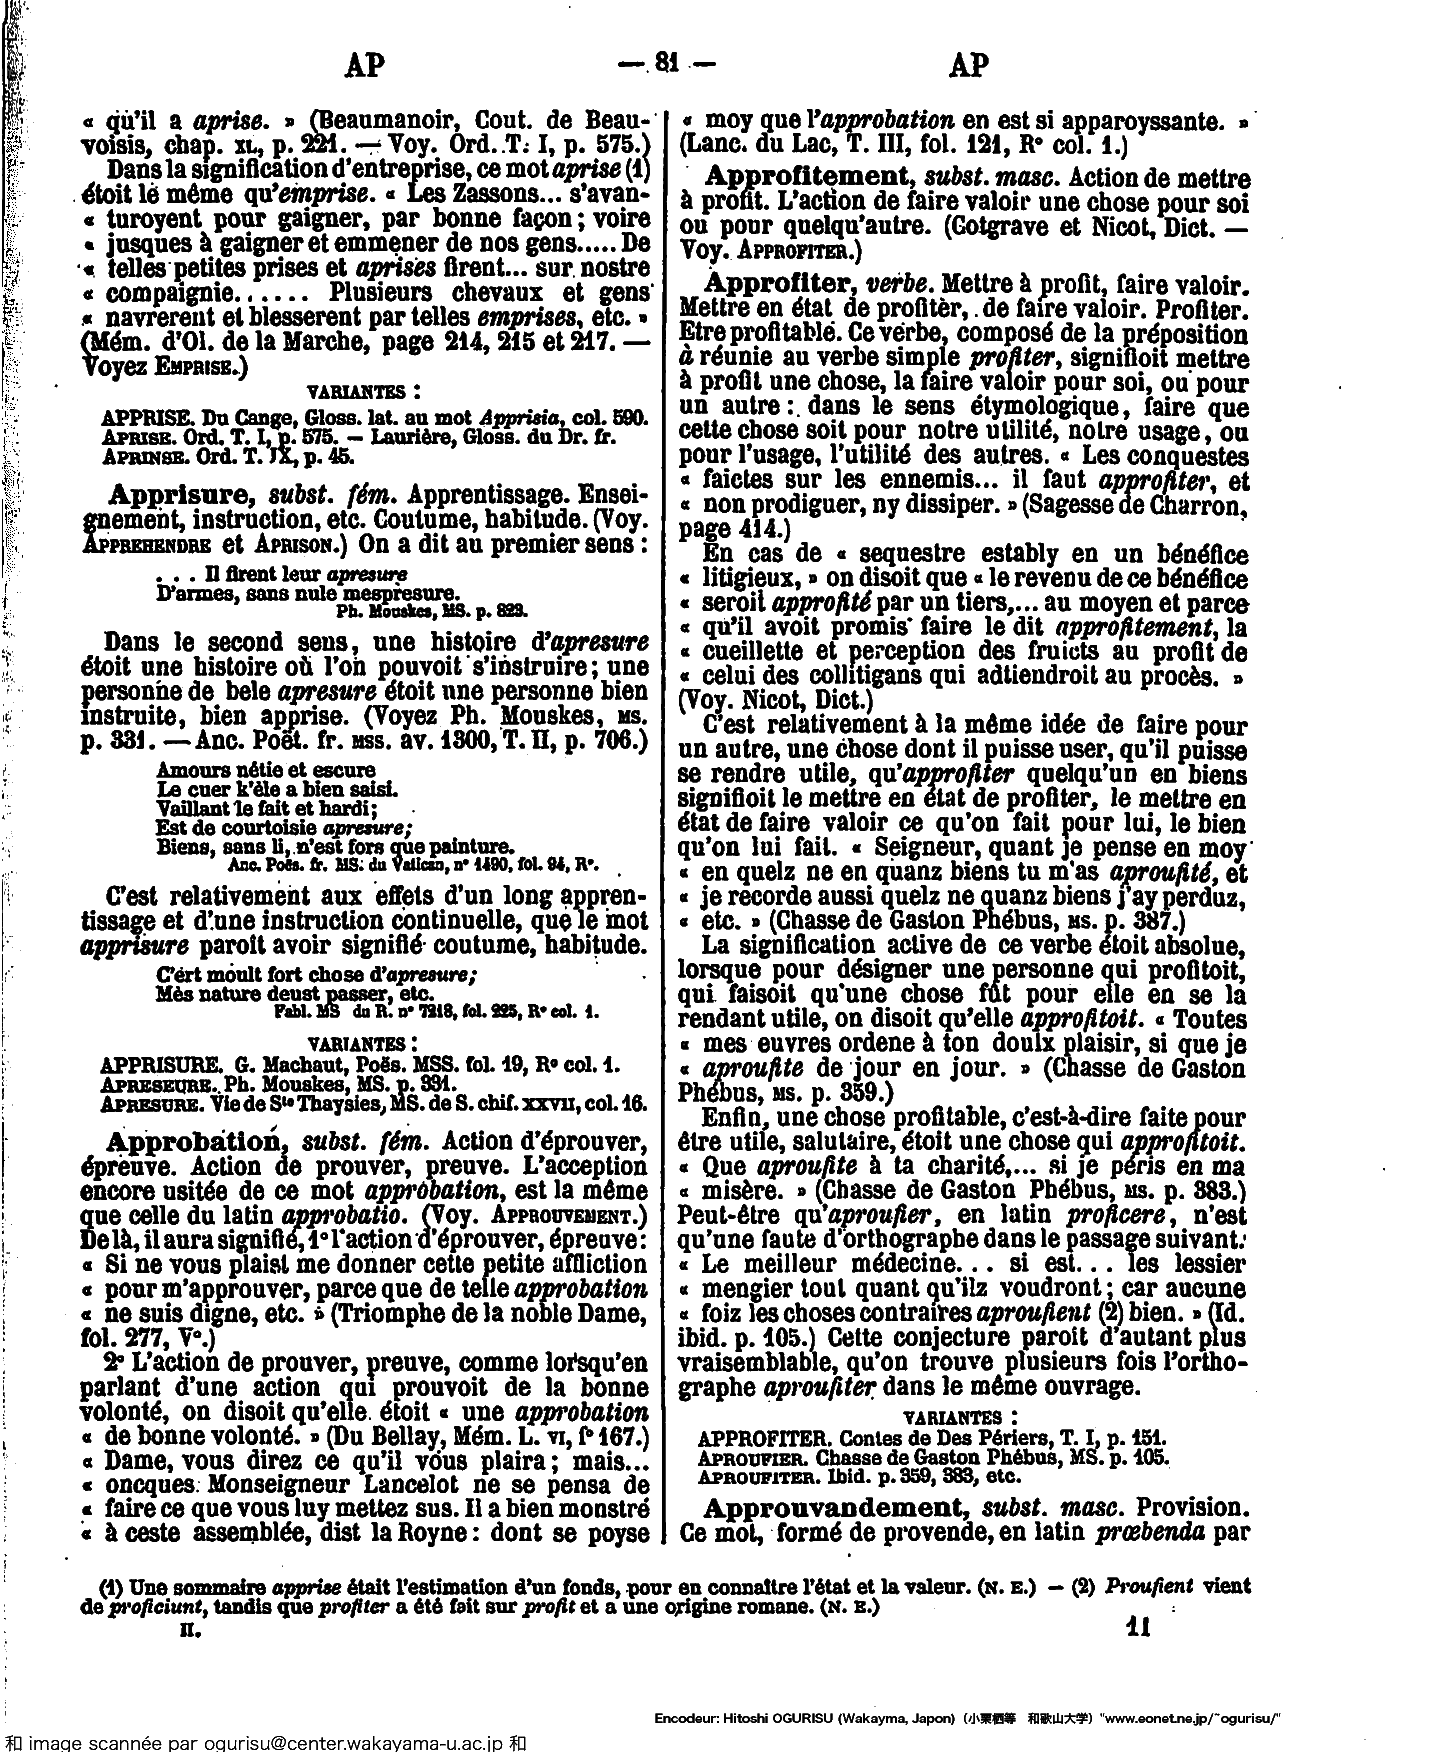 AP — 81 — AP
« qu'il a aprise. » (Beaumanoir, Cout. de Beau-
voisis, chap. XL, p. 221. — Voy. Ord. T. I, p. 575.)
Dans la signification d'entreprise, ce mot aprise (1)
étoit le même qu'emprise. « Les Zassons... s'avan-
« turoyent pour gaigner, par bonne façon; voire
« jusques à gaigner et emmener de nos gens..... De
« telles petites prises et aprises firent... sur nostre
« compaignie...... Plusieurs chevaux et gens
« navrerent et blesserent par telles emprises, etc. »
(Mém. d'Ol. de la Marche, page 214, 215 et 217. —
Voyez EMPRISE.)
VARIANTES :
APPRISE. Du Cange, Gloss. lat. au mot Apprisia, col. 590.
APRISE. Ord. T. I, p. 575. — Laurière, Gloss. du Dr. fr.
APRINSE. Ord. T. IX, p. 45.
Apprisure, subst. fém. Apprentissage. Ensei-
gnement, instruction, etc. Coutume, habitude. (Voy.
APPREHENDRE et APRISON.) On a dit au premier sens :
. . . Il firent leur apresure
D'armes, sans nule mespresure.
Ph. Mouskes, MS. p. 823.
Dans le second sens, une histoire d'apresure
étoit une histoire où l'on pouvoit s'instruire; une
personne de bele apresure étoit une personne bien
instruite, bien apprise. (Voyez Ph. Mouskes, MS.
p. 331. — Anc. Poët. fr. MSS. av. 1300, T. II, p. 706.)
Amours nétie et escure
Le cuer k'ele a bien saisi.
Vaillant le fait et hardi;
Est de courtoisie apresure;
Biens, sans li, n'est fors que painture.
Anc. Poës. fr. MS. du Vatican, n° 1490, fol. 94, R°.
C'est relativement aux effets d'un long appren-
tissage et d'une instruction continuelle, que le mot
apprisure paroît avoir signifié coutume, habitude.
C'ért moult fort chose d'apresure;
Mès nature deust passer, etc.
Fabl. MS du R. n° 7218, fol. 225, R° col. 1.
VARIANTES :
APPRISURE. G. Machaut, Poës. MSS. fol. 19, R° col. 1.
APRESEURE. Ph. Mouskes, MS. p. 331.
APRESURE. Vie de Ste Thaysies, MS. de S. chif. XXVII, col. 16.
Approbation, subst. fém. Action d'éprouver,
épreuve. Action de prouver, preuve. L'acception
encore usitée de ce mot approbation, est la même
que celle du latin approbatio. (Voy. APPROUVEMENT.)
De là, il aura signifié, 1° l'action d'éprouver, épreuve:
« Si ne vous plaist me donner cette petite affliction
« pour m'approuver, parce que de telle approbation
« ne suis digne, etc. » (Triomphe de la noble Dame,
fol. 277, V°.)
2° L'action de prouver, preuve, comme lorsqu'en
parlant d'une action qui prouvoit de la bonne
volonté, on disoit qu'elle étoit « une approbation
« de bonne volonté. » (Du Bellay, Mém. L. VI, f° 167.)
« Dame, vous direz ce qu'il vous plaira; mais...
« oncques Monseigneur Lancelot ne se pensa de
« faire ce que vous luy mettez sus. Il a bien monstré
« à ceste assemblée, dist la Royne : dont se poyse
« moy que l'approbation en est si apparoyssante. »
(Lanc. du Lac, T. III, fol. 121, R° col. 1.)
Approfitement, subst. masc. Action de mettre
à profit. L'action de faire valoir une chose pour soi
ou pour quelqu'autre. (Cotgrave et Nicot, Dict. —
Voy. APPROFITER.)
Approfiter, verbe. Mettre à profit, faire valoir.
Mettre en état de profiter, de faire valoir. Profiter.
Etre profitable. Ce verbe, composé de la préposition
à réunie au verbe simple profiter, signifioit mettre
à profit une chose, la faire valoir pour soi, ou pour
un autre : dans le sens étymologique, faire que
cette chose soit pour notre utilité, notre usage, ou
pour l'usage, l'utilité des autres. « Les conquestes
« faictes sur les ennemis... il faut approfiter, et
« non prodiguer, ny dissiper. » (Sagesse de Charron,
page 414.)
En cas de « sequestre estably en un bénéfice
« litigieux, » on disoit que « le revenu de ce bénéfice
« seroit approfité par un tiers,... au moyen et parce
« qu'il avoit promis faire le dit approfitement, la
« cueillette et perception des fruicts au profit de
« celui des collitigans qui adtiendroit au procès. »
(Voy. Nicot, Dict.)
C'est relativement à la même idée de faire pour
un autre, une chose dont il puisse user, qu'il puisse
se rendre utile, qu'approfiter quelqu'un en biens
signifioit le mettre en état de profiter, le mettre en
état de faire valoir ce qu'on fait pour lui, le bien
qu'on lui fait. « Seigneur, quant je pense en moy
« en quelz ne en quanz biens tu m'as aproufité, et
« je recorde aussi quelz ne quanz biens j'ay perduz,
« etc. » (Chasse de Gaston Phébus, MS. p. 387.)
La signification active de ce verbe étoit absolue,
lorsque pour désigner une personne qui profitoit,
qui faisoit qu'une chose fût pour elle en se la
rendant utile, on disoit qu'elle approfitoit. « Toutes
« mes euvres ordene à ton doulx plaisir, si que je
« aproufite de jour en jour. » (Chasse de Gaston
Phébus, MS. p. 359.)
Enfin, une chose profitable, c'est-à-dire faite pour
être utile, salutaire, étoit une chose qui approfitoit.
« Que aproufite à ta charité,... si je péris en ma
« misère. » (Chasse de Gaston Phébus, MS. p. 383.)
Peut-être qu'aproufier, en latin proficere, n'est
qu'une faute d'orthographe dans le passage suivant:
« Le meilleur médecine... si est... les lessier
« mengier tout quant qu'ilz voudront; car aucune
« foiz les choses contraires aproufient (2) bien. » (Id.
ibid. p. 105.) Cette conjecture paroit d'autant plus
vraisemblable, qu'on trouve plusieurs fois l'ortho-
graphe aproufiter dans le même ouvrage.
VARIANTES :
APPROFITER. Contes de Des Périers, T. I, p. 151.
APROUFIER. Chasse de Gaston Phébus, MS. p. 105.
APROUFITER. Ibid. p. 359, 383, etc.
Approuvandement, subst. masc. Provision.
Ce mot, formé de provende, en latin præbenda par
(1) Une sommaire apprise était l'estimation d'un fonds, pour en connaître l'état et la valeur. (N. E.) — (2) Proufient vient
de proficiunt, tandis que profiter a été fait sur profit et a une origine romane. (N. E.)
II. 11
Encodeur: Hitoshi OGURISU (Wakayma, Japon) (小栗栖等 和歌山大学) "www.eonet.ne.jp/~ogurisu/"
和 image scannée par ogurisu@center.wakayama-u.ac.jp 和